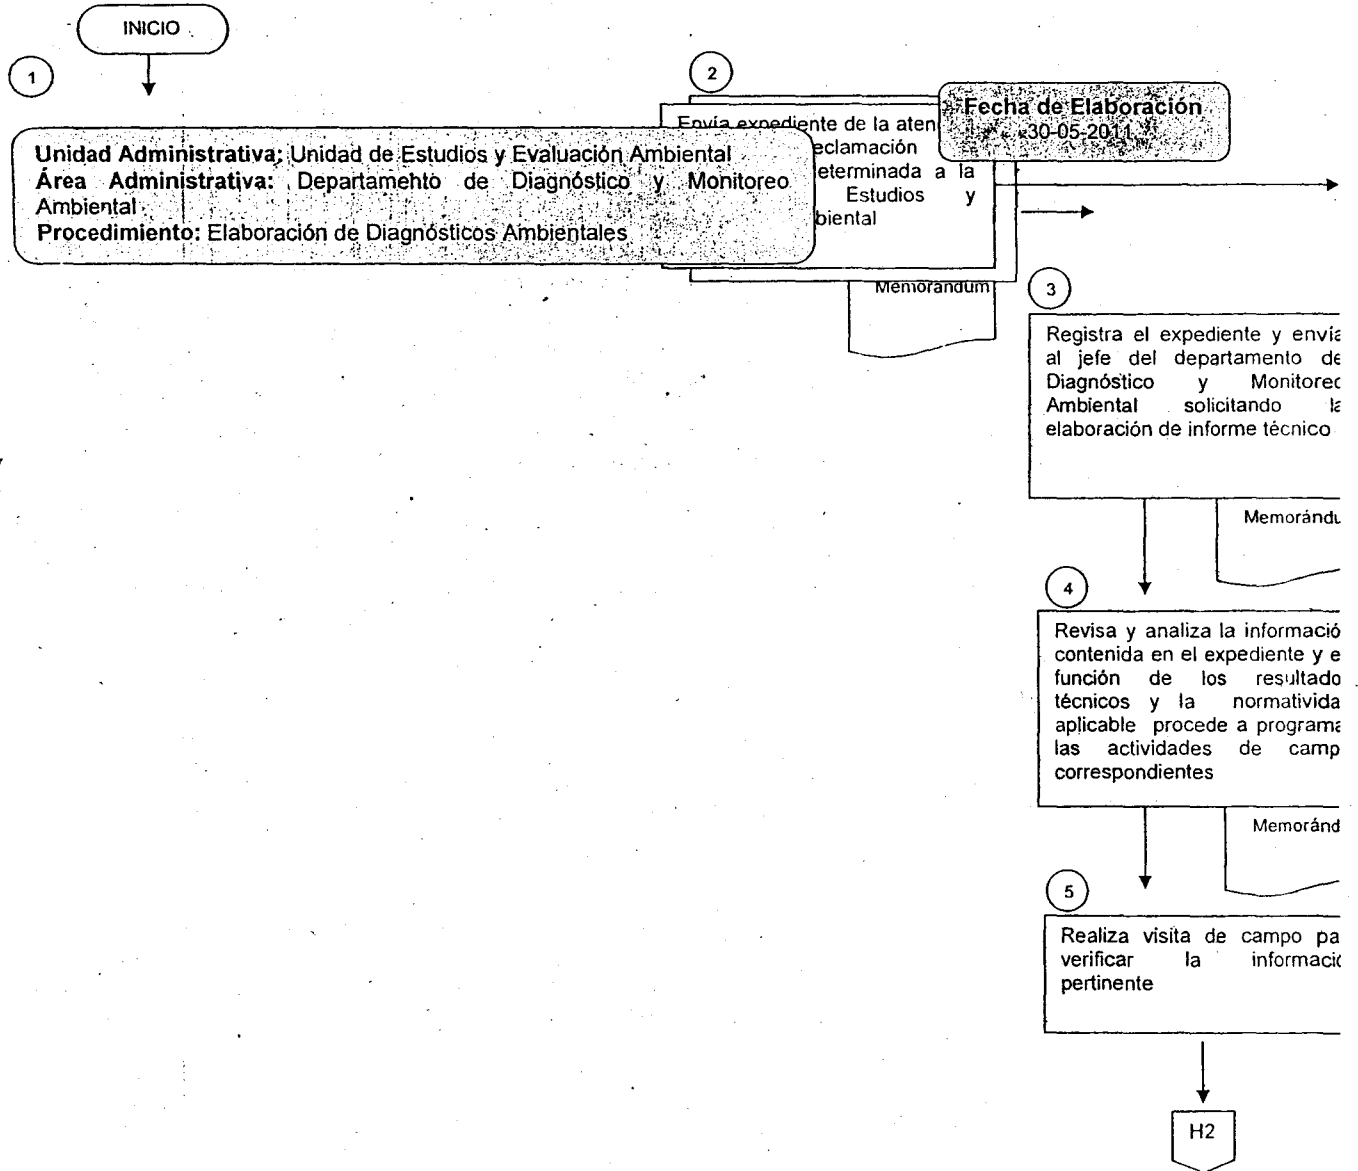 INICIO
1
2
Fecha de Elaboración
30-05-2011
Envía expediente de la aten
eclamación
eterminada a la
Estudios y
biental
Unidad Administrativa: Unidad de Estudios y Evaluación Ambiental
Área Administrativa: Departamehto de Diagnóstico y Monitoreo
Ambiental
Procedimiento: Elaboración de Diagnósticos Ambientales
Memorándum
3
Registra el expediente y envía
al jefe del departamento de
Diagnóstico y Monitoreo
Ambiental solicitando la
elaboración de informe técnico
Memorándu
4
Revisa y analiza la informació
contenida en el expediente y e
función de los resultado
técnicos y la normativida
aplicable procede a programa
las actividades de camp
correspondientes
Memoránd
5
Realiza visita de campo pa
verificar la informació
pertinente
H2